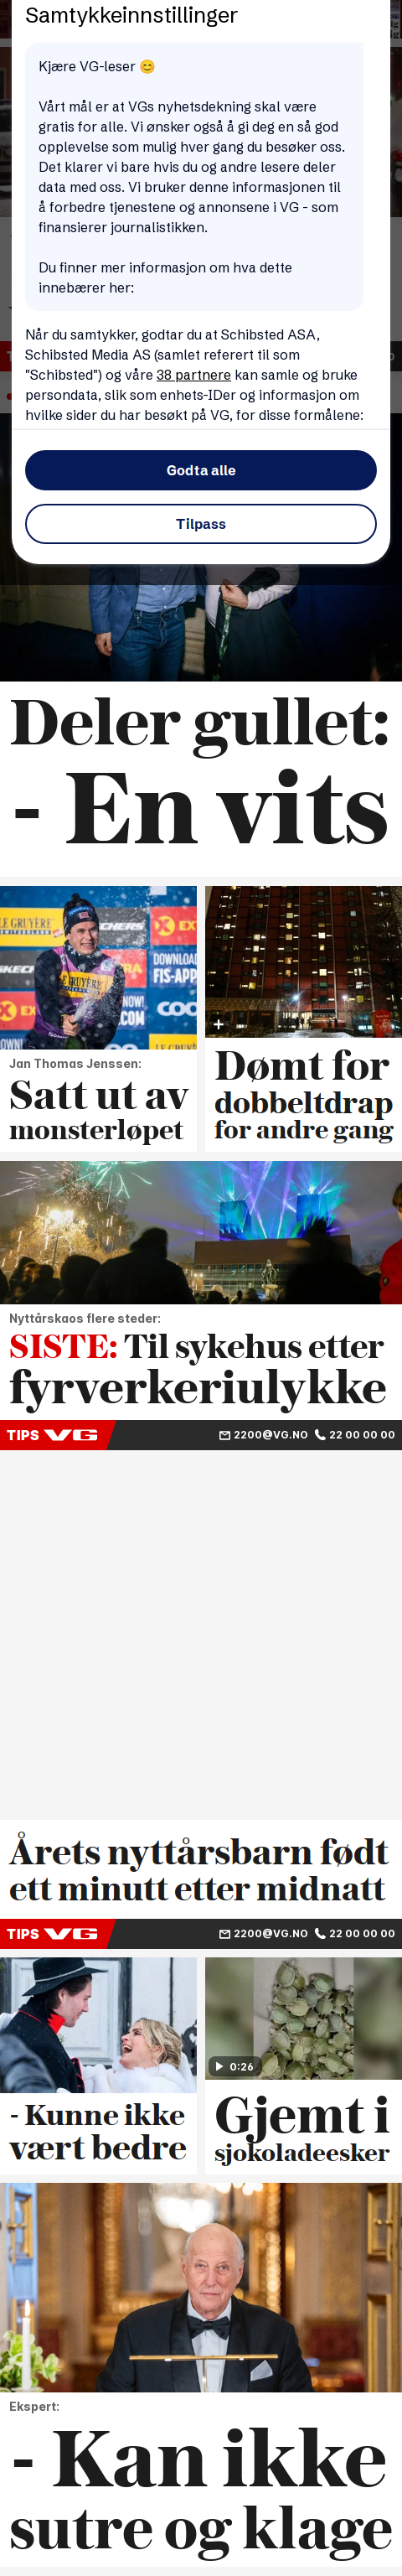 Samtykkeinnstillinger
Kjære VG-leser 😊
Vårt mål er at VGs nyhetsdekning skal være
gratis for alle. Vi ønsker også å gi deg en så god
opplevelse som mulig hver gang du besøker oss.
Det klarer vi bare hvis du og andre lesere deler
data med oss. Vi bruker denne informasjonen til
å forbedre tjenestene og annonsene i VG - som
finansierer journalistikken.
Du finner mer informasjon om hva dette
innebærer her:
Når du samtykker, godtar du at Schibsted ASA,
Schibsted Media AS (samlet referert til som
"Schibsted") og våre 38 partnere kan samle og bruke
persondata, slik som enhets-IDer og informasjon om
hvilke sider du har besøkt på VG, for disse formålene:
Godta alle
Tilpass
Deler gullet:
- En vits
LE GRUYÈRE
DOWNLOAD
FIS-APP
Jan Thomas Jenssen:
Satt ut av
monsterløpet
Dømt for
dobbeltdrap
for andre gang
Nyttårskaos flere steder:
SISTE: Til sykehus etter
fyrverkeriulykke
TIPS VG 2200@VG.NO 22 00 00 00
Årets nyttårsbarn født
ett minutt etter midnatt
TIPS VG 2200@VG.NO 22 00 00 00
- Kunne ikke
vært bedre
0:26
Gjemt i
sjokoladeesker
Ekspert:
- Kan ikke
sutre og klage